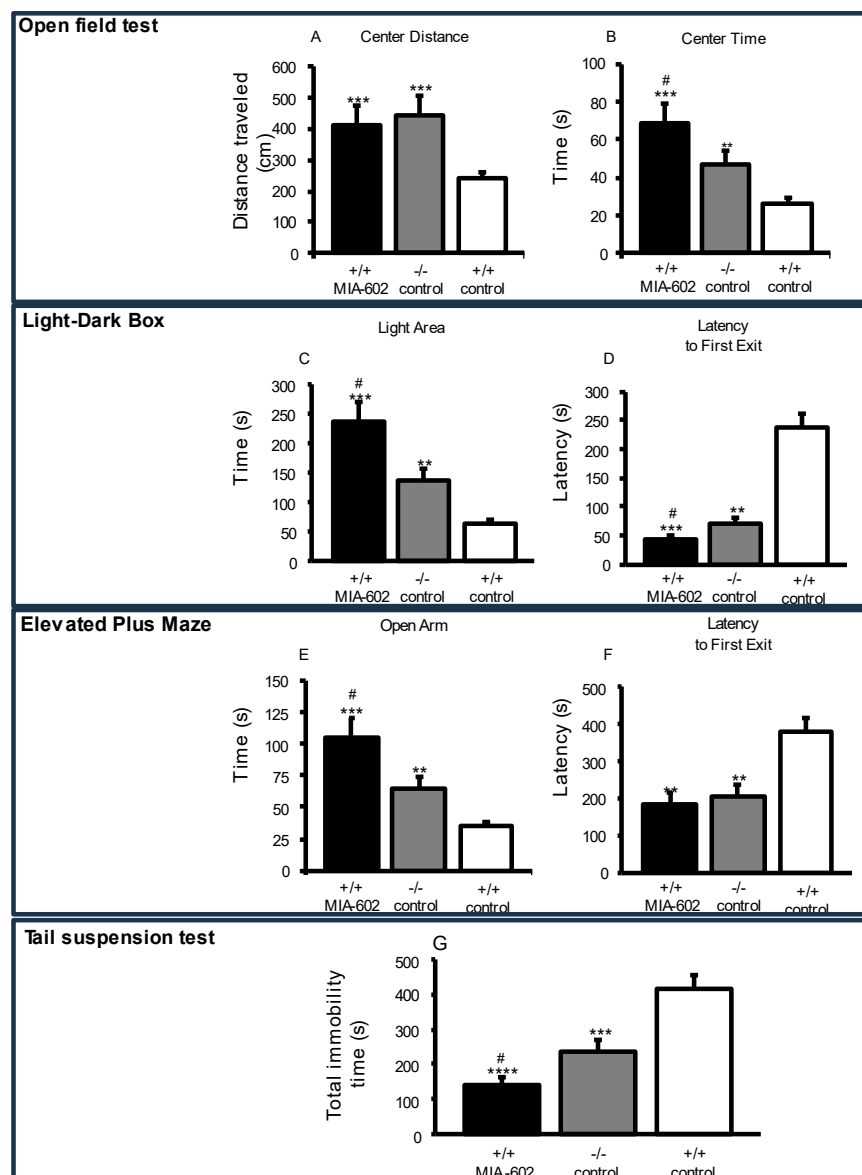 Open field test
A
Center Distance
Distance traveled
(cm)
600
500
400
300
200
100
0
***
***
+/+
MIA-602
-/-
control
+/+
control
B
Center Time
Time (s)
100
80
60
40
20
0
#
***
**
+/+
MIA-602
-/-
control
+/+
control
Light-Dark Box
C
Light Area
Time (s)
300
250
200
150
100
50
0
#
***
**
+/+
MIA-602
-/-
control
+/+
control
D
Latency
to First Exit
Latency (s)
300
250
200
150
100
50
0
#
***
**
+/+
MIA-602
-/-
control
+/+
control
Elevated Plus Maze
E
Open Arm
Time (s)
150
125
100
75
50
25
0
#
***
**
+/+
MIA-602
-/-
control
+/+
control
F
Latency
to First Exit
Latency (s)
500
400
300
200
100
0
**
**
+/+
MIA-602
-/-
control
+/+
control
Tail suspension test
G
Total immobility
time (s)
500
400
300
200
100
0
#
****
***
+/+
MIA-602
-/-
control
+/+
control